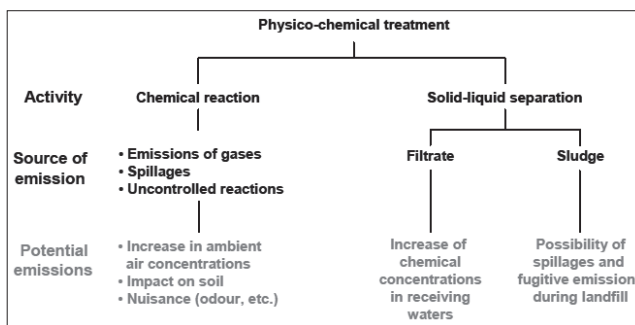 Physico-chemical treatment
Activity
Chemical reaction
Solid-liquid separation
Source of
emission
• Emissions of gases
• Spillages
• Uncontrolled reactions
Filtrate
Sludge
Potential
emissions
• Increase in ambient
air concentrations
• Impact on soil
• Nuisance (odour, etc.)
Increase of
chemical
concentrations
in receiving
waters
Possibility of
spillages and
fugitive emission
during landfill